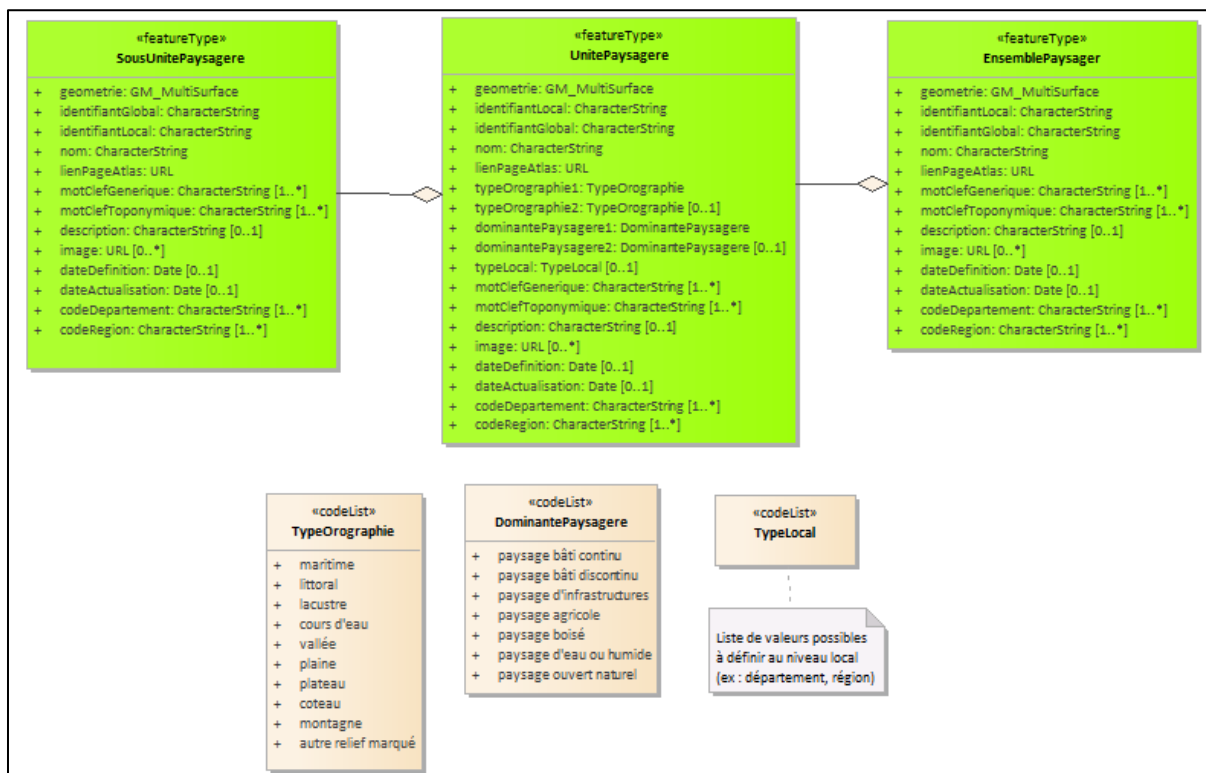 «featureType»
SousUnitePaysagere
+ geometrie: GM_MultiSurface
+ identifiantGlobal: CharacterString
+ identifiantLocal: CharacterString
+ nom: CharacterString
+ lienPageAtlas: URL
+ motClefGenerique: CharacterString [1..*]
+ motClefToponymique: CharacterString [1..*]
+ description: CharacterString [0..1]
+ image: URL [0..*]
+ dateDefinition: Date [0..1]
+ dateActualisation: Date [0..1]
+ codeDepartement: CharacterString [1..*]
+ codeRegion: CharacterString [1..*]
«featureType»
UnitePaysagere
+ geometrie: GM_MultiSurface
+ identifiantLocal: CharacterString
+ identifiantGlobal: CharacterString
+ nom: CharacterString
+ lienPageAtlas: URL
+ typeOrographie1: TypeOrographie
+ typeOrographie2: TypeOrographie [0..1]
+ dominantePaysagere1: DominantePaysagere
+ dominantePaysagere2: DominantePaysagere [0..1]
+ typeLocal: TypeLocal [0..1]
+ motClefGenerique: CharacterString [1..*]
+ motClefToponymique: CharacterString [1..*]
+ description: CharacterString [0..1]
+ image: URL [0..*]
+ dateDefinition: Date [0..1]
+ dateActualisation: Date [0..1]
+ codeDepartement: CharacterString [1..*]
+ codeRegion: CharacterString [1..*]
«featureType»
EnsemblePaysager
+ geometrie: GM_MultiSurface
+ identifiantLocal: CharacterString
+ identifiantGlobal: CharacterString
+ nom: CharacterString
+ lienPageAtlas: URL
+ motClefGenerique: CharacterString [1..*]
+ motClefToponymique: CharacterString [1..*]
+ description: CharacterString [0..1]
+ image: URL [0..*]
+ dateDefinition: Date [0..1]
+ dateActualisation: Date [0..1]
+ codeDepartement: CharacterString [1..*]
+ codeRegion: CharacterString [1..*]
«codeList»
TypeOrographie
+ maritime
+ littoral
+ lacustre
+ cours d'eau
+ vallée
+ plaine
+ plateau
+ coteau
+ montagne
+ autre relief marqué
«codeList»
DominantePaysagere
+ paysage bâti continu
+ paysage bâti discontinu
+ paysage d'infrastructures
+ paysage agricole
+ paysage boisé
+ paysage d'eau ou humide
+ paysage ouvert naturel
«codeList»
TypeLocal
Liste de valeurs possibles
à définir au niveau local
(ex : département, région)